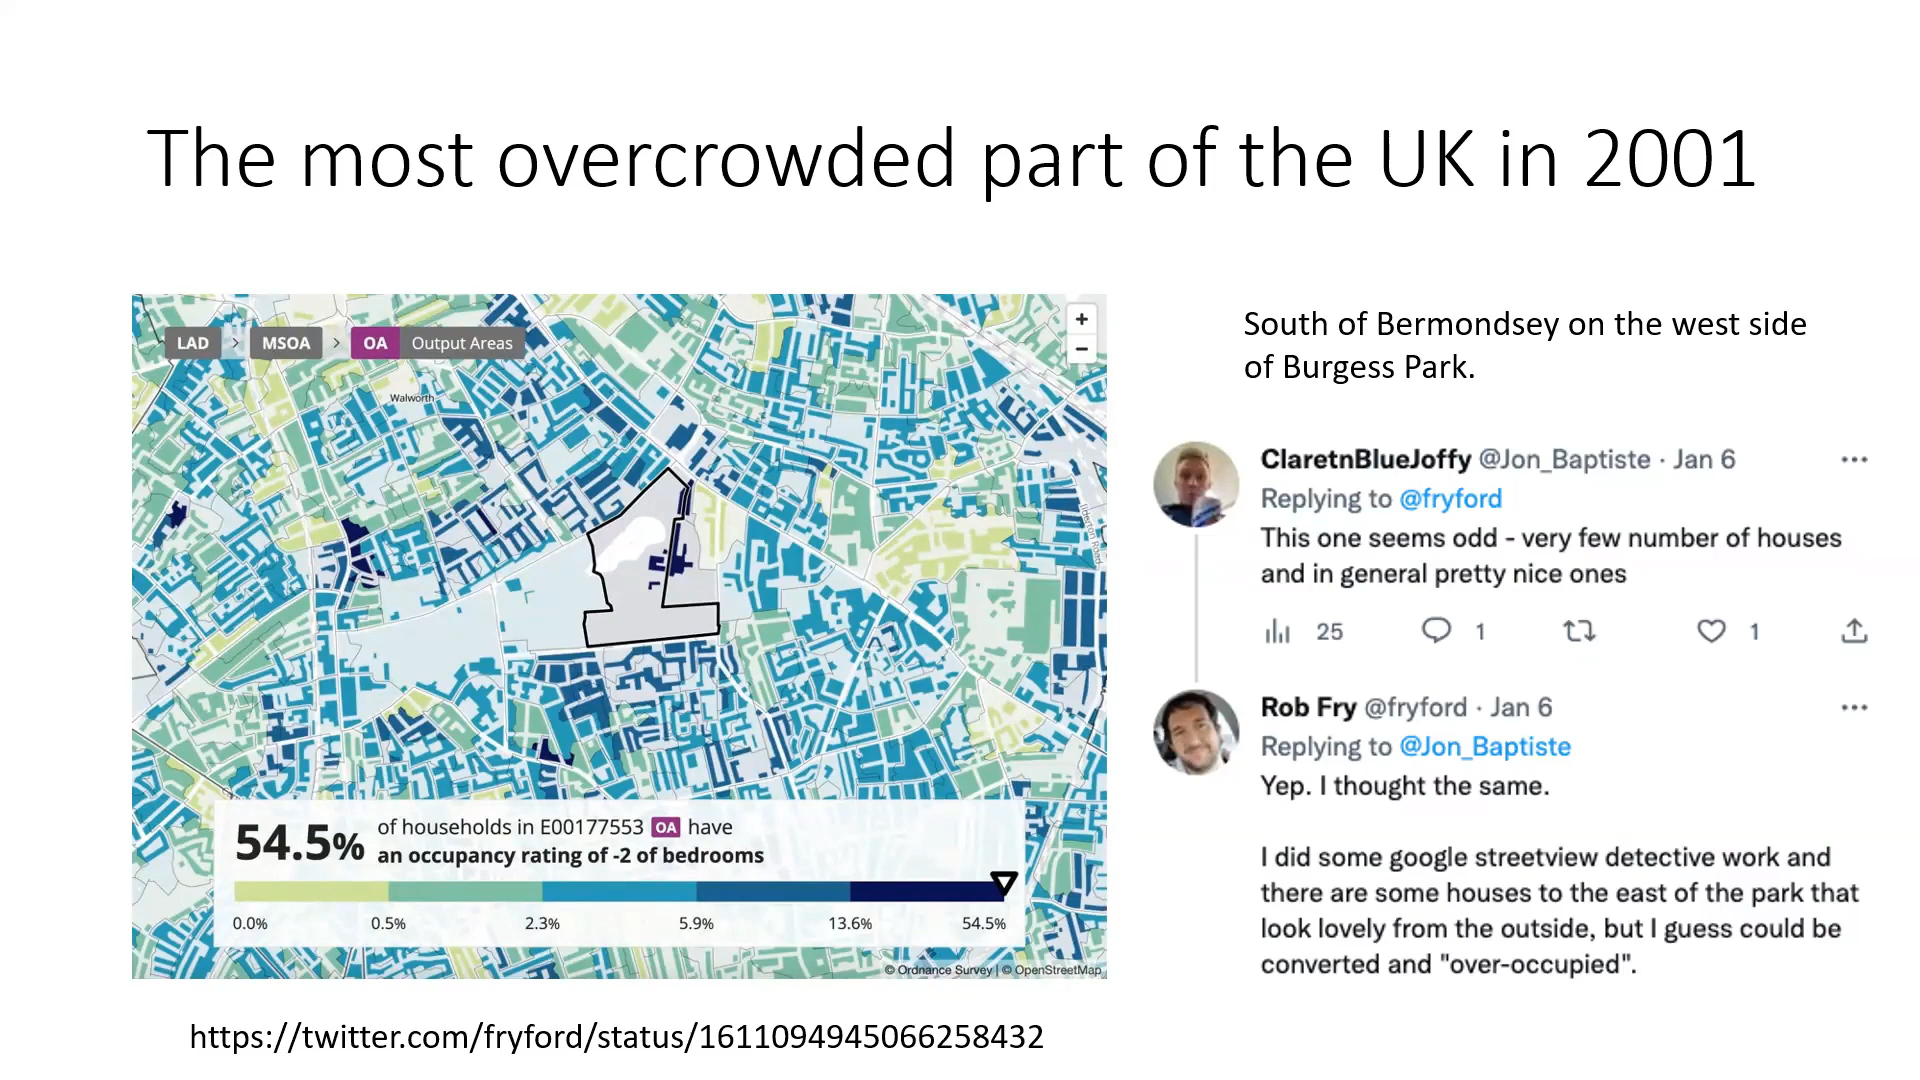 The most overcrowded part of the UK in 2001
LAD > MSOA > OA Output Areas
+
−
Walworth
Ilderton Road
54.5% of households in E00177553 OA have
an occupancy rating of -2 of bedrooms
0.0% 0.5% 2.3% 5.9% 13.6% 54.5%
© Ordnance Survey | © OpenStreetMap
https://twitter.com/fryford/status/1611094945066258432
South of Bermondsey on the west side
of Burgess Park.
ClaretnBlueJoffy @Jon_Baptiste · Jan 6
Replying to @fryford
This one seems odd - very few number of houses
and in general pretty nice ones
25 1 1
Rob Fry @fryford · Jan 6
Replying to @Jon_Baptiste
Yep. I thought the same.
I did some google streetview detective work and
there are some houses to the east of the park that
look lovely from the outside, but I guess could be
converted and "over-occupied".